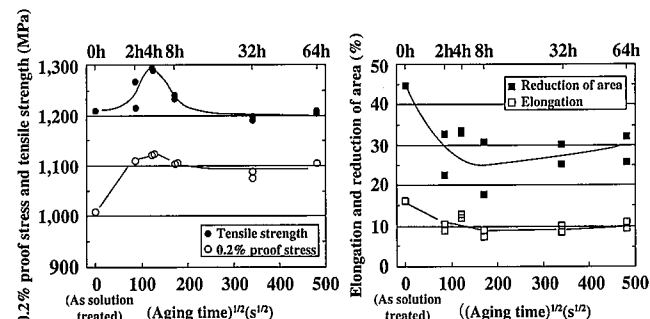 0h 2h4h 8h 32h 64h
0.2% proof stress and tensile strength (MPa)
1,300
1,200
1,100
1,000
900
● Tensile strength
○ 0.2% proof stress
0 100 200 300 400 500
(As solution treated)
(Aging time)1/2(s1/2)
0h 2h4h 8h 32h 64h
Elongation and reduction of area (%)
50
40
30
20
10
0
■ Reduction of area
□ Elongation
0 100 200 300 400 500
(As solution treated)
((Aging time)1/2(s1/2)